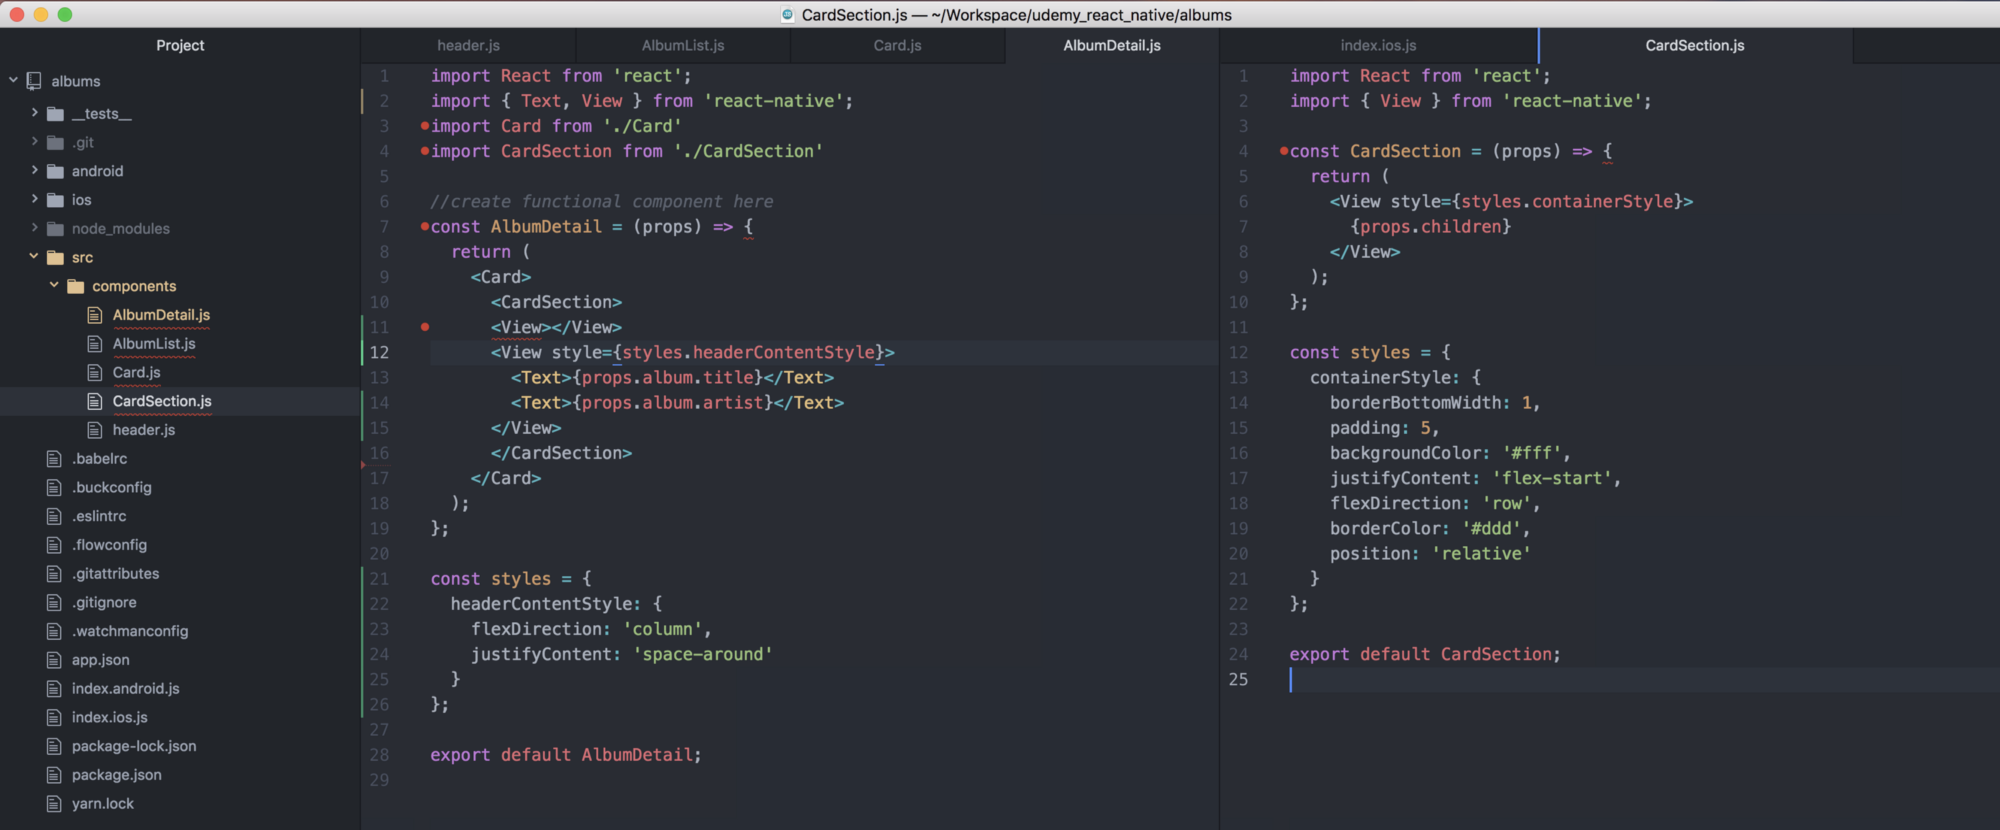 CardSection.js — ~/Workspace/udemy_react_native/albums
Project
albums
__tests__
.git
android
ios
node_modules
src
components
AlbumDetail.js
AlbumList.js
Card.js
CardSection.js
header.js
.babelrc
.buckconfig
.eslintrc
.flowconfig
.gitattributes
.gitignore
.watchmanconfig
app.json
index.android.js
index.ios.js
package-lock.json
package.json
yarn.lock
header.js AlbumList.js Card.js AlbumDetail.js
1 import React from 'react';
2 import { Text, View } from 'react-native';
3 import Card from './Card'
4 import CardSection from './CardSection'
5
6 //create functional component here
7 const AlbumDetail = (props) => {
8   return (
9     <Card>
10       <CardSection>
11       <View></View>
12       <View style={styles.headerContentStyle}>
13         <Text>{props.album.title}</Text>
14         <Text>{props.album.artist}</Text>
15       </View>
16       </CardSection>
17     </Card>
18   );
19 };
20
21 const styles = {
22   headerContentStyle: {
23     flexDirection: 'column',
24     justifyContent: 'space-around'
25   }
26 };
27
28 export default AlbumDetail;
29
index.ios.js CardSection.js
1 import React from 'react';
2 import { View } from 'react-native';
3
4 const CardSection = (props) => {
5   return (
6     <View style={styles.containerStyle}>
7       {props.children}
8     </View>
9   );
10 };
11
12 const styles = {
13   containerStyle: {
14     borderBottomWidth: 1,
15     padding: 5,
16     backgroundColor: '#fff',
17     justifyContent: 'flex-start',
18     flexDirection: 'row',
19     borderColor: '#ddd',
20     position: 'relative'
21   }
22 };
23
24 export default CardSection;
25